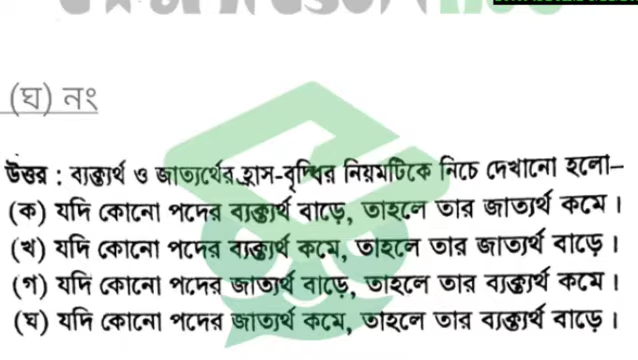 (ঘ) নং
উত্তর : ব্যক্ত্যর্থ ও জাত্যর্থের হ্রাস-বৃদ্ধির নিয়মটিকে নিচে দেখানো হলো–
(ক) যদি কোনো পদের ব্যক্ত্যর্থ বাড়ে, তাহলে তার জাত্যর্থ কমে।
(খ) যদি কোনো পদের ব্যক্ত্যর্থ কমে, তাহলে তার জাত্যর্থ বাড়ে।
(গ) যদি কোনো পদের জাত্যর্থ বাড়ে, তাহলে তার ব্যক্ত্যর্থ কমে।
(ঘ) যদি কোনো পদের জাত্যর্থ কমে, তাহলে তার ব্যক্ত্যর্থ বাড়ে।